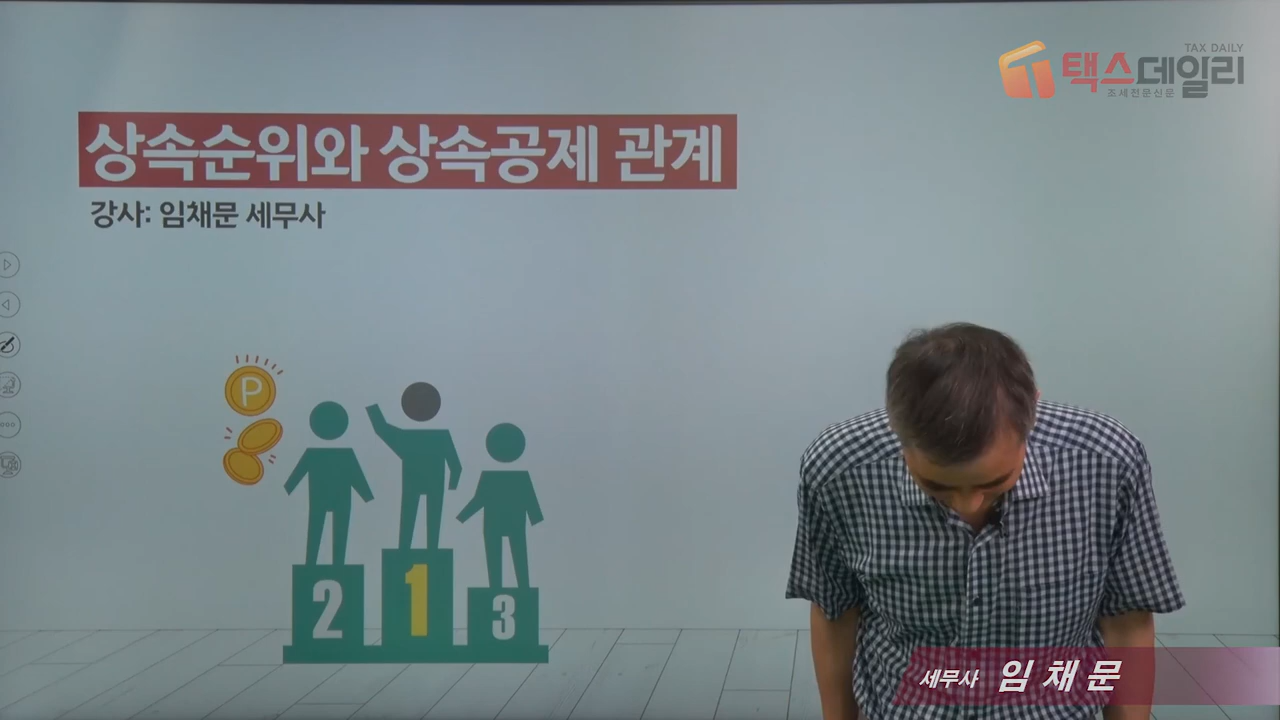 TAX DAILY
택스데일리
조세전문신문
상속순위와 상속공제 관계
강사: 임채문 세무사
P
2
1
3
세무사 임채문